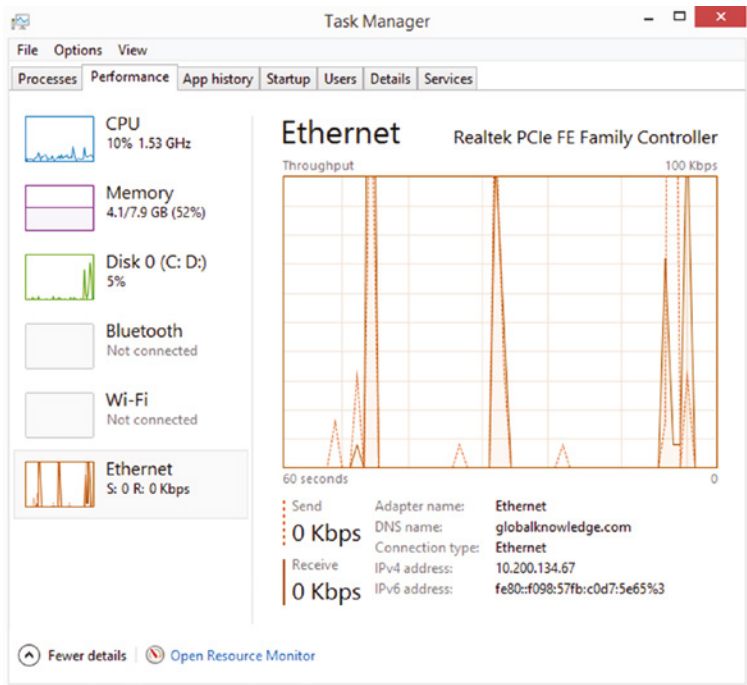 Task Manager
File Options View
Processes Performance App history Startup Users Details Services
CPU
10% 1.53 GHz
Memory
4.1/7.9 GB (52%)
Disk 0 (C: D:)
5%
Bluetooth
Not connected
Wi-Fi
Not connected
Ethernet
S: 0 R: 0 Kbps
Ethernet Realtek PCIe FE Family Controller
Throughput 100 Kbps
60 seconds 0
Send
0 Kbps
Receive
0 Kbps
Adapter name: Ethernet
DNS name: globalknowledge.com
Connection type: Ethernet
IPv4 address: 10.200.134.67
IPv6 address: fe80::f098:57fb:c0d7:5e65%3
Fewer details Open Resource Monitor